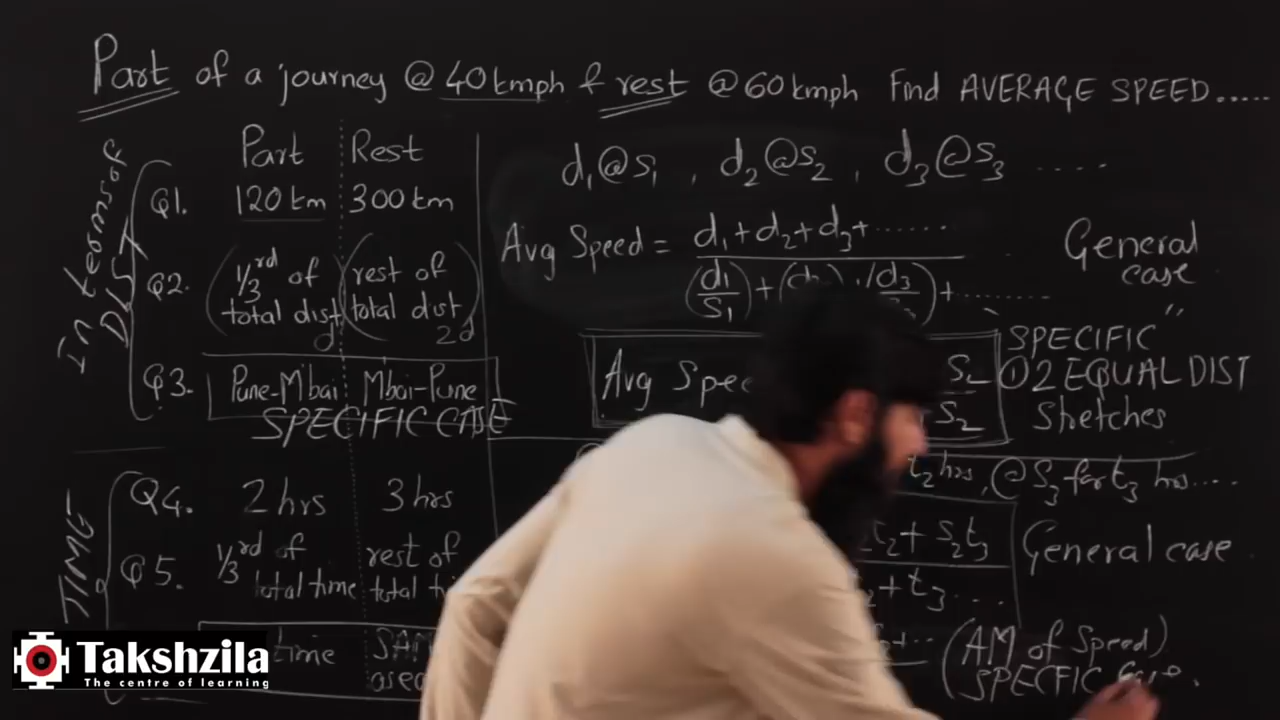 Part of a journey @ 40 kmph & rest @ 60 kmph Find AVERAGE SPEED.....
In terms of DIST
Part Rest
Q1. 120 km 300 km
Q2. 1/3rd of total dist d rest of total dist 2d
Q3. Pune-M'bai Mbai-Pune
SPECIFIC CASE
d1@s1, d2@s2, d3@s3 .....
Avg Speed = d1+d2+d3+.......
(d1/s1)+ d3 +.........
General case
Avg Spee s2
s2
SPECIFIC "
① 2 EQUAL DIST
Stretches
TIME
Q4. 2 hrs 3 hrs
Q5. 1/3rd of total time rest of total
time
t2 hrs, @ s3 for t3 hrs....
t2 + s2t3
+ t3....
General case
(AM of Speed)
SPECFIC
Takshzila
The centre of learning